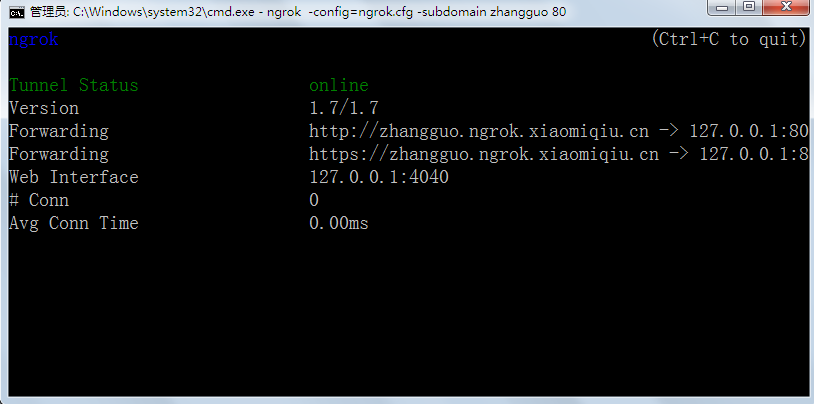 管理员: C:\Windows\system32\cmd.exe - ngrok -config=ngrok.cfg -subdomain zhangguo 80
ngrok (Ctrl+C to quit)
Tunnel Status online
Version 1.7/1.7
Forwarding http://zhangguo.ngrok.xiaomiqiu.cn -> 127.0.0.1:80
Forwarding https://zhangguo.ngrok.xiaomiqiu.cn -> 127.0.0.1:8
Web Interface 127.0.0.1:4040
# Conn 0
Avg Conn Time 0.00ms